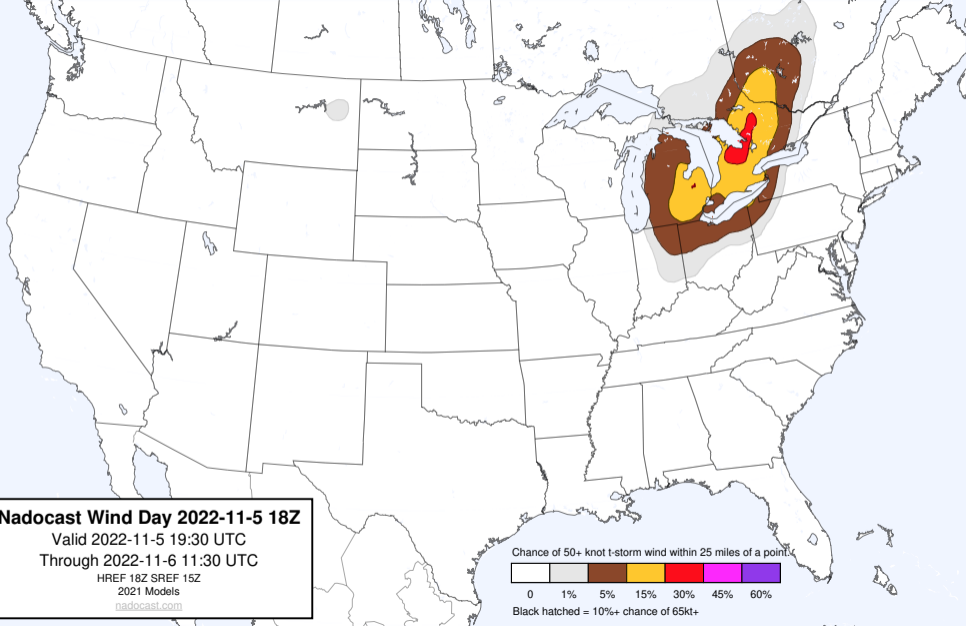 Nadocast Wind Day 2022-11-5 18Z
Valid 2022-11-5 19:30 UTC
Through 2022-11-6 11:30 UTC
HREF 18Z SREF 15Z
2021 Models
nadocast.com
Chance of 50+ knot t-storm wind within 25 miles of a point.
0 1% 5% 15% 30% 45% 60%
Black hatched = 10%+ chance of 65kt+